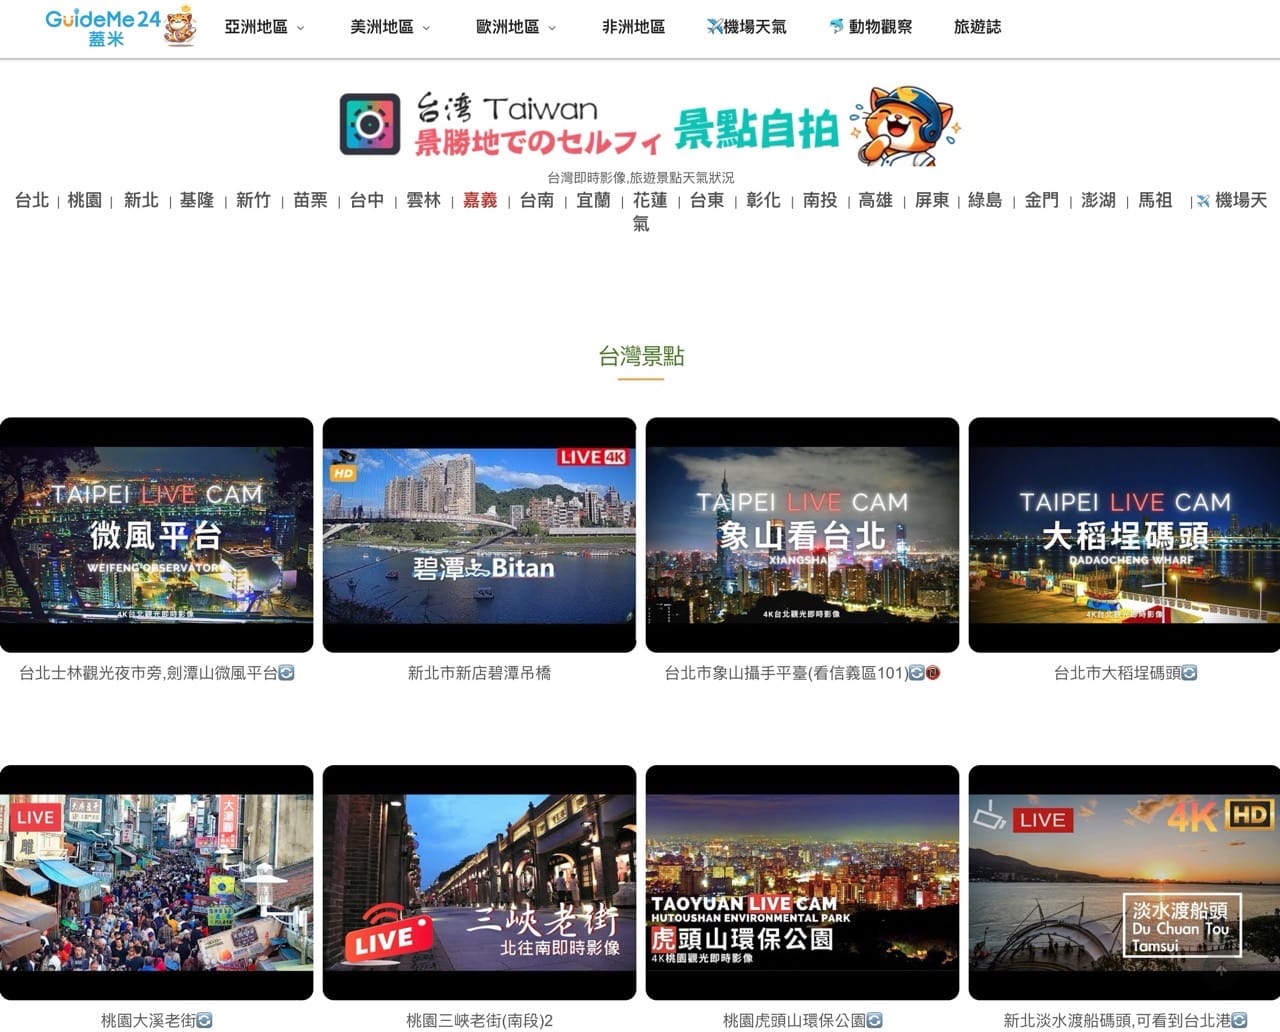 GuideMe24
蓋米
亞洲地區 美洲地區 歐洲地區 非洲地區 機場天氣 動物觀察 旅遊誌
台湾 Taiwan
景勝地でのセルフィ
景點自拍
台灣即時影像,旅遊景點天氣狀況
台北 | 桃園 | 新北 | 基隆 | 新竹 | 苗栗 | 台中 | 雲林 | 嘉義 | 台南 | 宜蘭 | 花蓮 | 台東 | 彰化 | 南投 | 高雄 | 屏東 | 綠島 | 金門 | 澎湖 | 馬祖 | 機場天
氣
台灣景點
TAIPEI LIVE CAM
微風平台
WEIFENG OBSERVATORY
4K台北觀光即時影像
LIVE 4K
HD
碧潭 Bitan
TAIPEI LIVE CAM
象山看台北
XIANGSHAN
4K台北觀光即時影像
TAIPEI LIVE CAM
大稻埕碼頭
DADAOCHENG WHARF
4K台北觀光即時影像
台北士林觀光夜市旁,劍潭山微風平台
新北市新店碧潭吊橋
台北市象山攝手平臺(看信義區101)
台北市大稻埕碼頭
LIVE
大湯圓
LIVE
三峽老街
北往南即時影像
TAOYUAN LIVE CAM
HUTOUSHAN ENVIRONMENTAL PARK
虎頭山環保公園
4K桃園觀光即時影像
LIVE
4K HD
淡水渡船頭
Du Chuan Tou
Tamsui
桃園大溪老街
桃園三峽老街(南段)2
桃園虎頭山環保公園
新北淡水渡船碼頭,可看到台北港